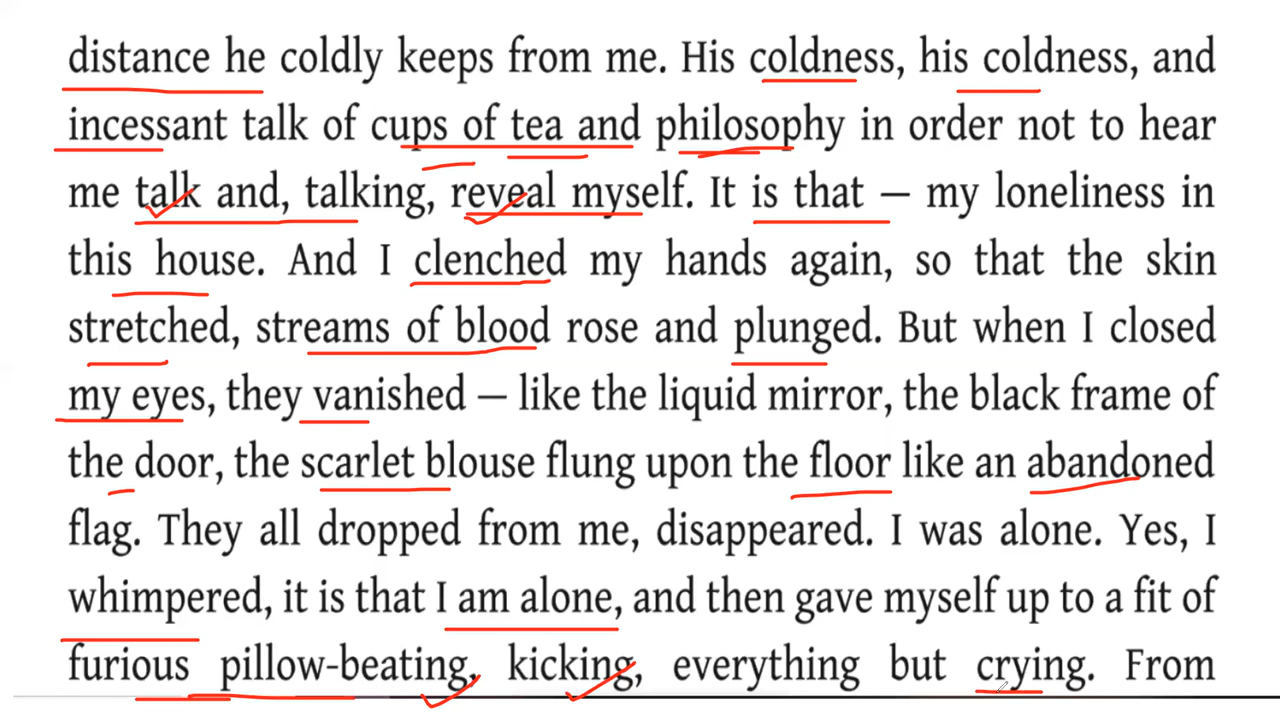 distance he coldly keeps from me. His coldness, his coldness, and
incessant talk of cups of tea and philosophy in order not to hear
me talk and, talking, reveal myself. It is that — my loneliness in
this house. And I clenched my hands again, so that the skin
stretched, streams of blood rose and plunged. But when I closed
my eyes, they vanished — like the liquid mirror, the black frame of
the door, the scarlet blouse flung upon the floor like an abandoned
flag. They all dropped from me, disappeared. I was alone. Yes, I
whimpered, it is that I am alone, and then gave myself up to a fit of
furious pillow-beating, kicking, everything but crying. From